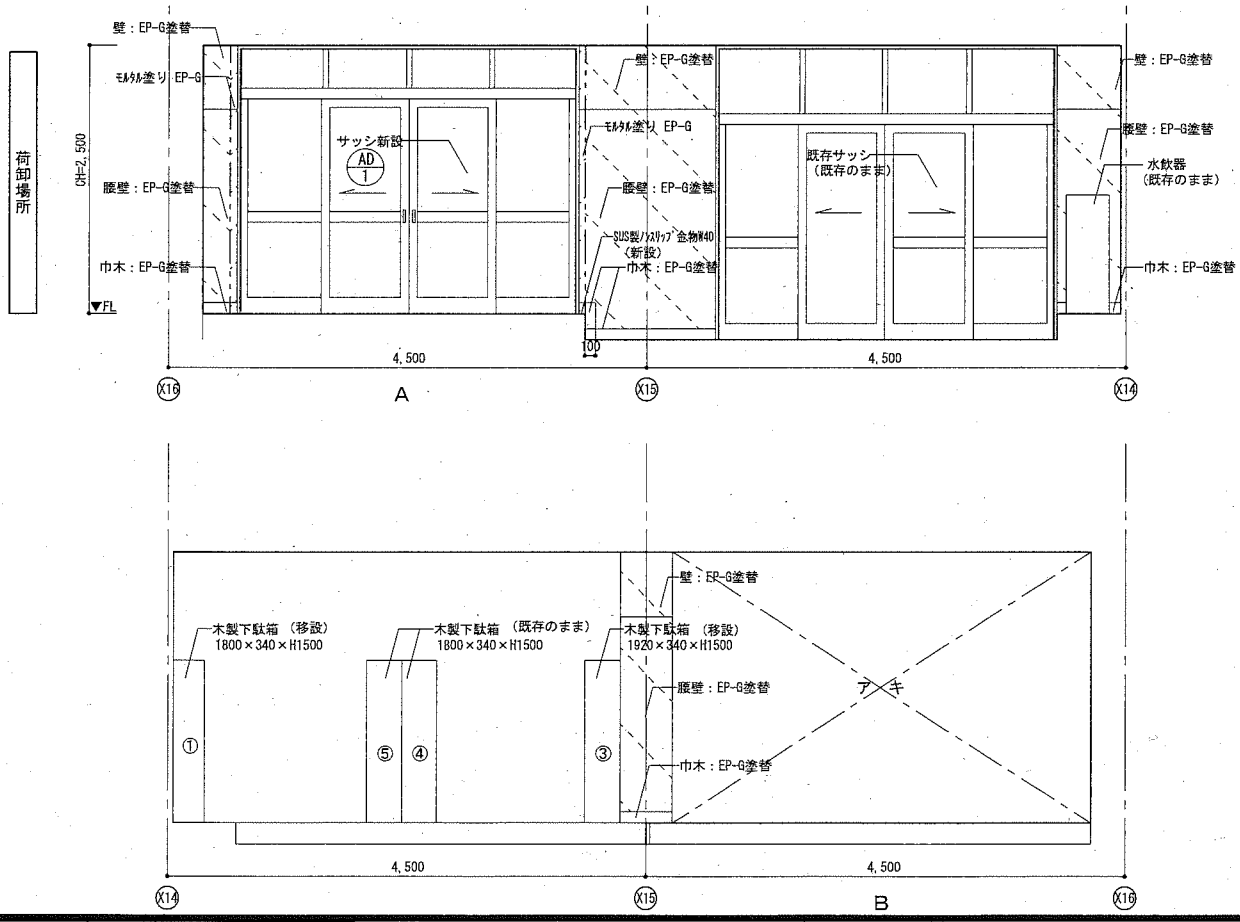 荷卸場所
CH=2,500
▼FL
壁：EP-G塗替
モルタル塗り EP-G
腰壁：EP-G塗替
巾木：EP-G塗替
サッシ新設
AD
1
壁：EP-G塗替
モルタル塗り EP-G
腰壁：EP-G塗替
SUS製ノンスリップ金物W40
(新設)
巾木：EP-G塗替
100
既存サッシ
(既存のまま)
壁：EP-G塗替
腰壁：EP-G塗替
水飲器
(既存のまま)
巾木：EP-G塗替
4,500
4,500
X16
A
X15
X14
木製下駄箱 (移設)
1800×340×H1500
木製下駄箱 (既存のまま)
1800×340×H1500
木製下駄箱 (移設)
1920×340×H1500
壁：EP-G塗替
腰壁：EP-G塗替
巾木：EP-G塗替
アキ
①
⑤
④
③
4,500
4,500
X14
X15
B
X16